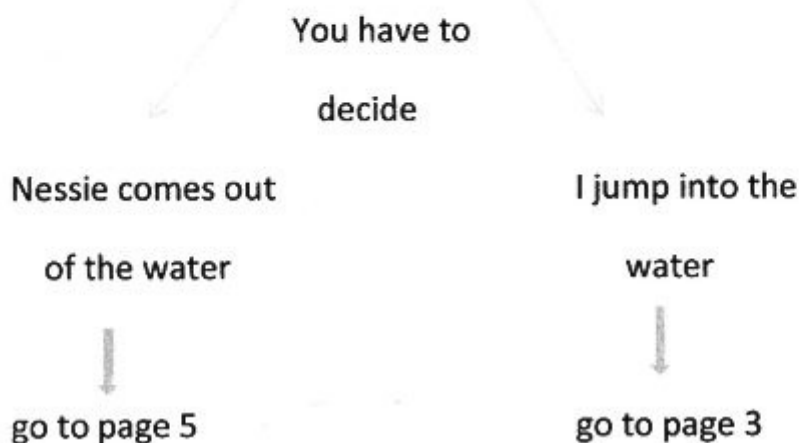 You have to
decide
Nessie comes out
of the water
go to page 5
I jump into the
water
go to page 3